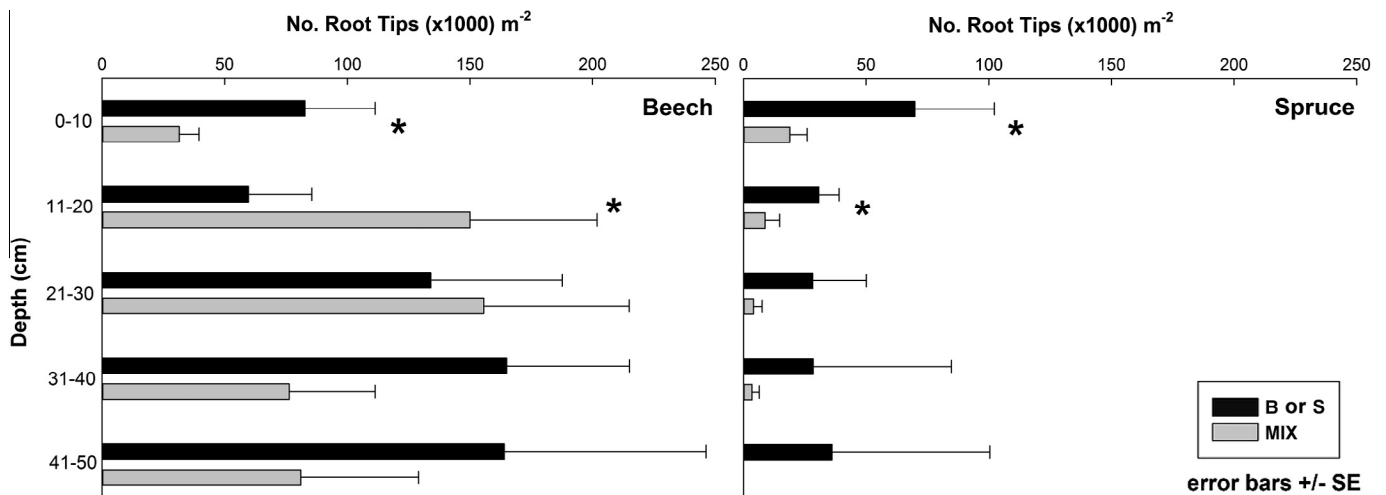 No. Root Tips (x1000) m-2
0 50 100 150 200 250
Beech
Depth (cm)
0-10
*
11-20
*
21-30
31-40
41-50
No. Root Tips (x1000) m-2
0 50 100 150 200 250
Spruce
*
*
B or S
MIX
error bars +/- SE